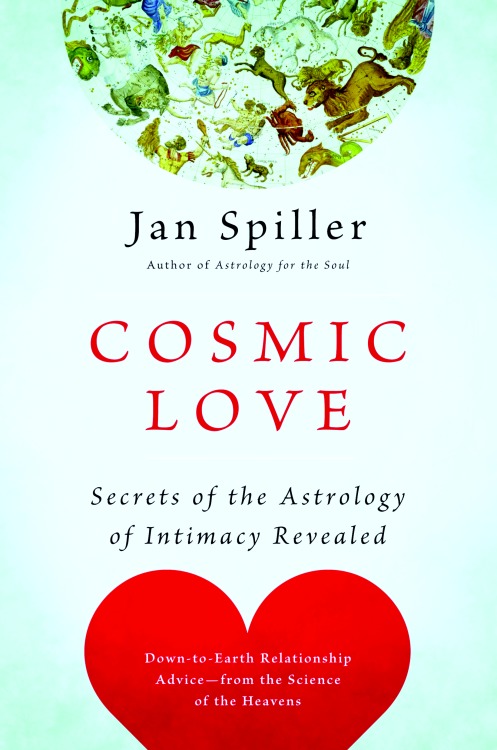 Jan Spiller
Author of Astrology for the Soul
COSMIC
LOVE
Secrets of the Astrology
of Intimacy Revealed
Down-to-Earth Relationship
Advice—from the Science
of the Heavens